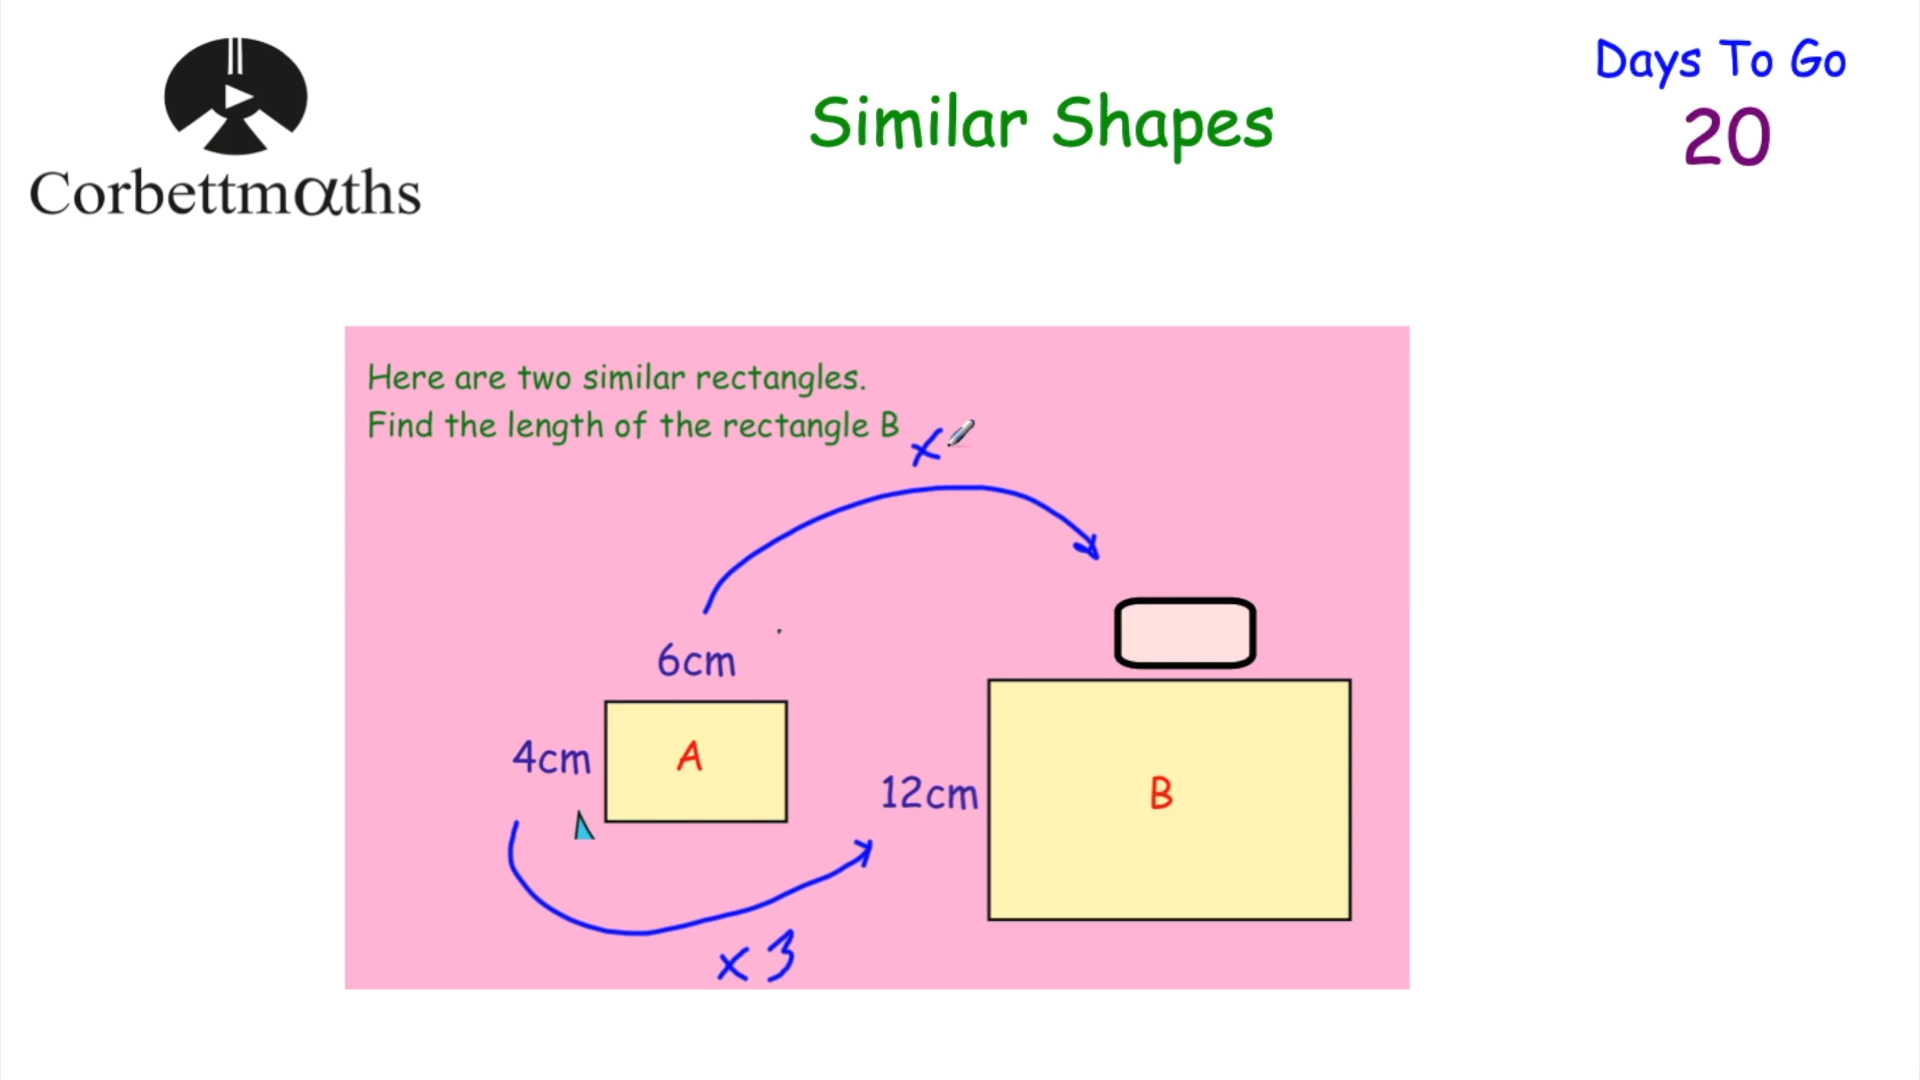 Corbettmαths
Similar Shapes
Days To Go
20
Here are two similar rectangles.
Find the length of the rectangle B
x
6cm
4cm
A
12cm
B
x 3